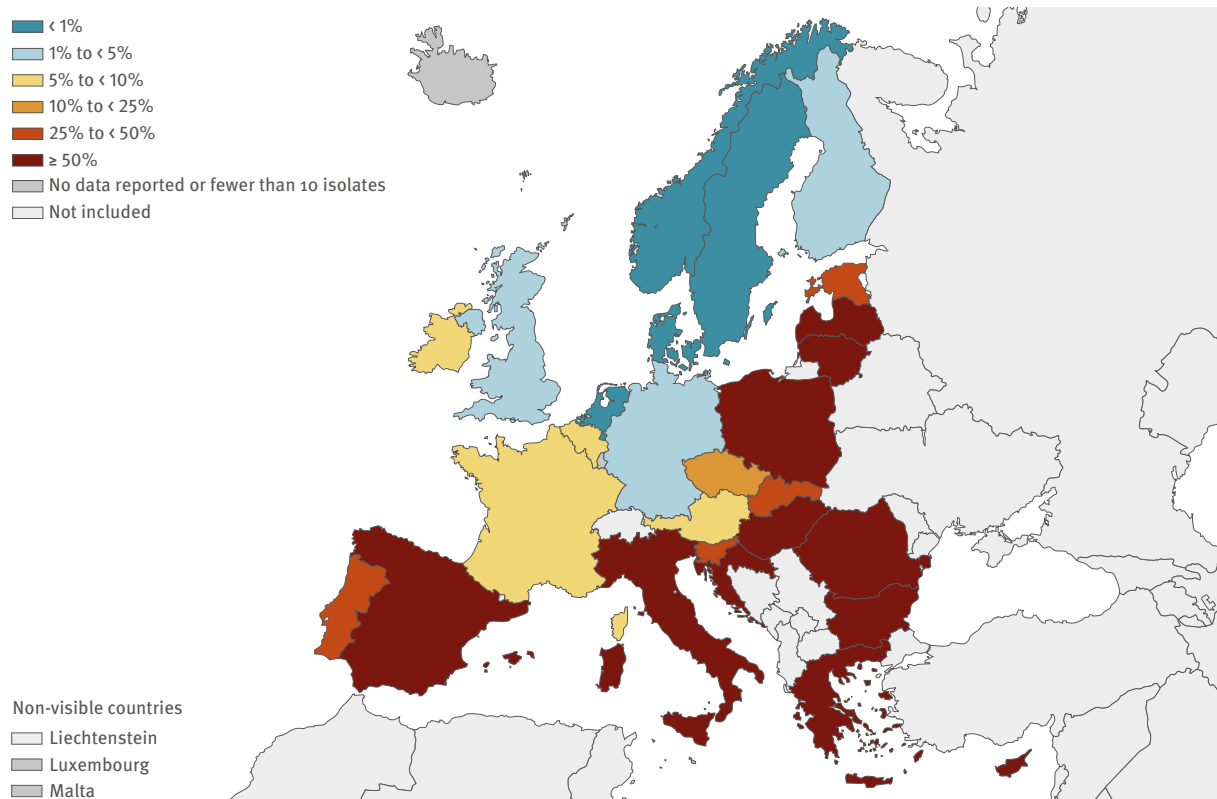 < 1%
1% to < 5%
5% to < 10%
10% to < 25%
25% to < 50%
≥ 50%
No data reported or fewer than 10 isolates
Not included
Non-visible countries
Liechtenstein
Luxembourg
Malta